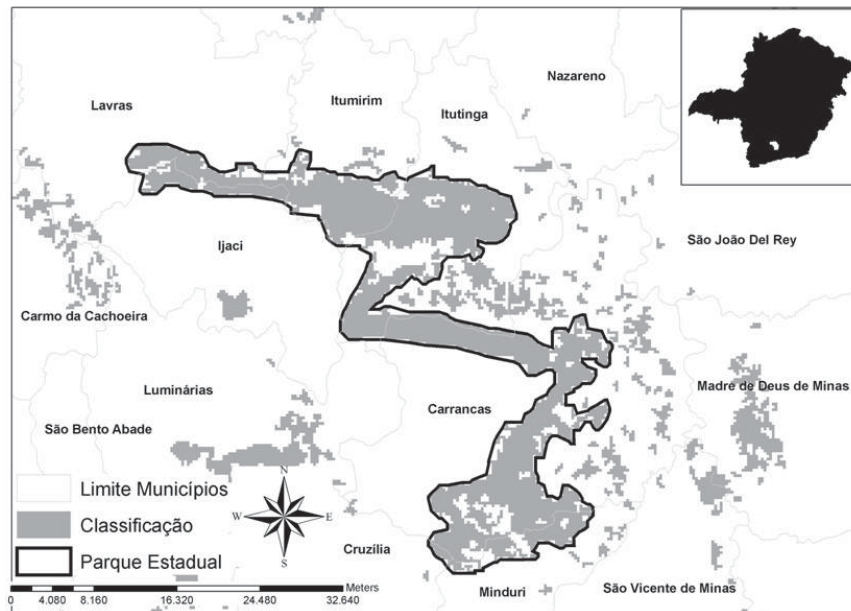 Nazareno
Lavras
Itumirim
Itutinga
São João Del Rey
Ijaci
Carmo da Cachoeira
Luminárias
Madre de Deus de Minas
Carrancas
São Bento Abade
N
W
E
S
Limite Municípios
Classificação
Parque Estadual
Cruzília
Minduri
São Vicente de Minas
0 4.080 8.160 16.320 24.480 32.640 Meters